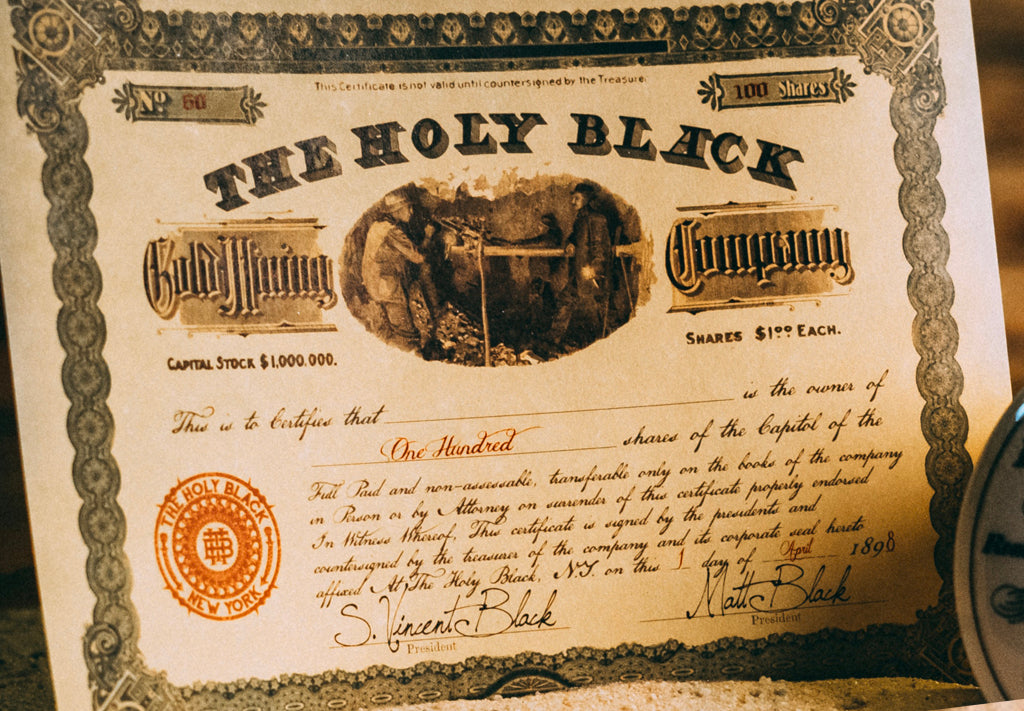 This Certificate is not valid until countersigned by the Treasure.
No 60
100 Shares
THE HOLY BLACK
Gold Mining
Company
CAPITAL STOCK $1,000.000.
SHARES $1.00 EACH.
This is to Certifies that is the owner of
One Hundred shares of the Capitol of the
Full Paid and non-assessable, transferable only on the books of the company
in Person or by Attorney on surrender of this certificate properly endorsed
In Witness Whereof, This certificate is signed by the presidents and
countersigned by the treasurer of the company and its corporate seal hereto
affixed At The Holy Black, N.Y. on this 1 day of April 1898
THE HOLY BLACK Co
HB
NEW YORK
S. Vincent Black
President
Matt Black
President